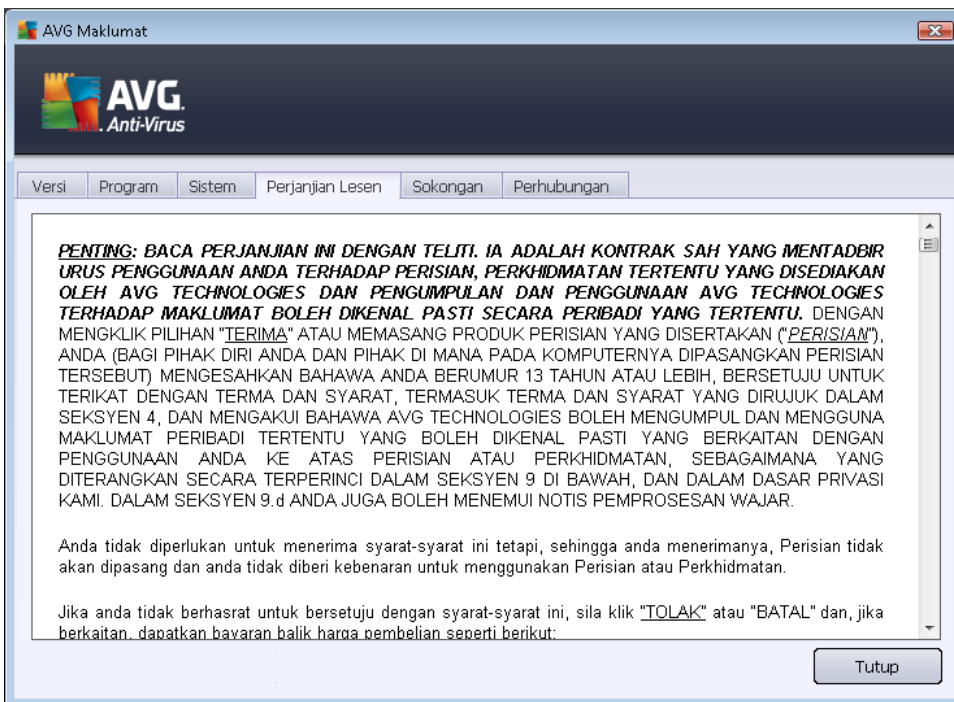 AVG Maklumat
AVG.
Anti-Virus
Versi Program Sistem Perjanjian Lesen Sokongan Perhubungan
PENTING: BACA PERJANJIAN INI DENGAN TELITI. IA ADALAH KONTRAK SAH YANG MENTADBIR
URUS PENGGUNAAN ANDA TERHADAP PERISIAN, PERKHIDMATAN TERTENTU YANG DISEDIAKAN
OLEH AVG TECHNOLOGIES DAN PENGUMPULAN DAN PENGGUNAAN AVG TECHNOLOGIES
TERHADAP MAKLUMAT BOLEH DIKENAL PASTI SECARA PERIBADI YANG TERTENTU. DENGAN
MENGKLIK PILIHAN "TERIMA" ATAU MEMASANG PRODUK PERISIAN YANG DISERTAKAN ("PERISIAN"),
ANDA (BAGI PIHAK DIRI ANDA DAN PIHAK DI MANA PADA KOMPUTERNYA DIPASANGKAN PERISIAN
TERSEBUT) MENGESAHKAN BAHAWA ANDA BERUMUR 13 TAHUN ATAU LEBIH, BERSETUJU UNTUK
TERIKAT DENGAN TERMA DAN SYARAT, TERMASUK TERMA DAN SYARAT YANG DIRUJUK DALAM
SEKSYEN 4, DAN MENGAKUI BAHAWA AVG TECHNOLOGIES BOLEH MENGUMPUL DAN MENGGUNA
MAKLUMAT PERIBADI TERTENTU YANG BOLEH DIKENAL PASTI YANG BERKAITAN DENGAN
PENGGUNAAN ANDA KE ATAS PERISIAN ATAU PERKHIDMATAN, SEBAGAIMANA YANG
DITERANGKAN SECARA TERPERINCI DALAM SEKSYEN 9 DI BAWAH, DAN DALAM DASAR PRIVASI
KAMI. DALAM SEKSYEN 9.d ANDA JUGA BOLEH MENEMUI NOTIS PEMPROSESAN WAJAR.
Anda tidak diperlukan untuk menerima syarat-syarat ini tetapi, sehingga anda menerimanya, Perisian tidak
akan dipasang dan anda tidak diberi kebenaran untuk menggunakan Perisian atau Perkhidmatan.
Jika anda tidak berhasrat untuk bersetuju dengan syarat-syarat ini, sila klik "TOLAK" atau "BATAL" dan, jika
berkaitan, dapatkan bayaran balik harga pembelian seperti berikut:
Tutup